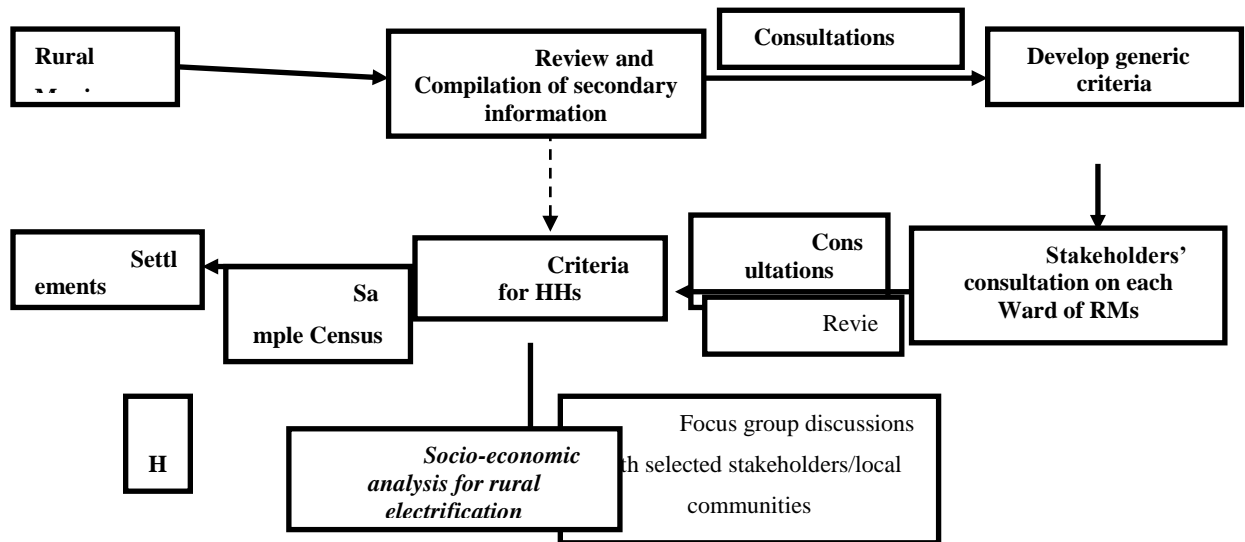 Rural
Review and
Compilation of secondary
information
Consultations
Develop generic
criteria
Settl
ements
Sa
mple Census
Criteria
for HHs
Cons
ultations
Revie
Stakeholders’
consultation on each
Ward of RMs
H
Socio-economic
analysis for rural
electrification
Focus group discussions
th selected stakeholders/local
communities